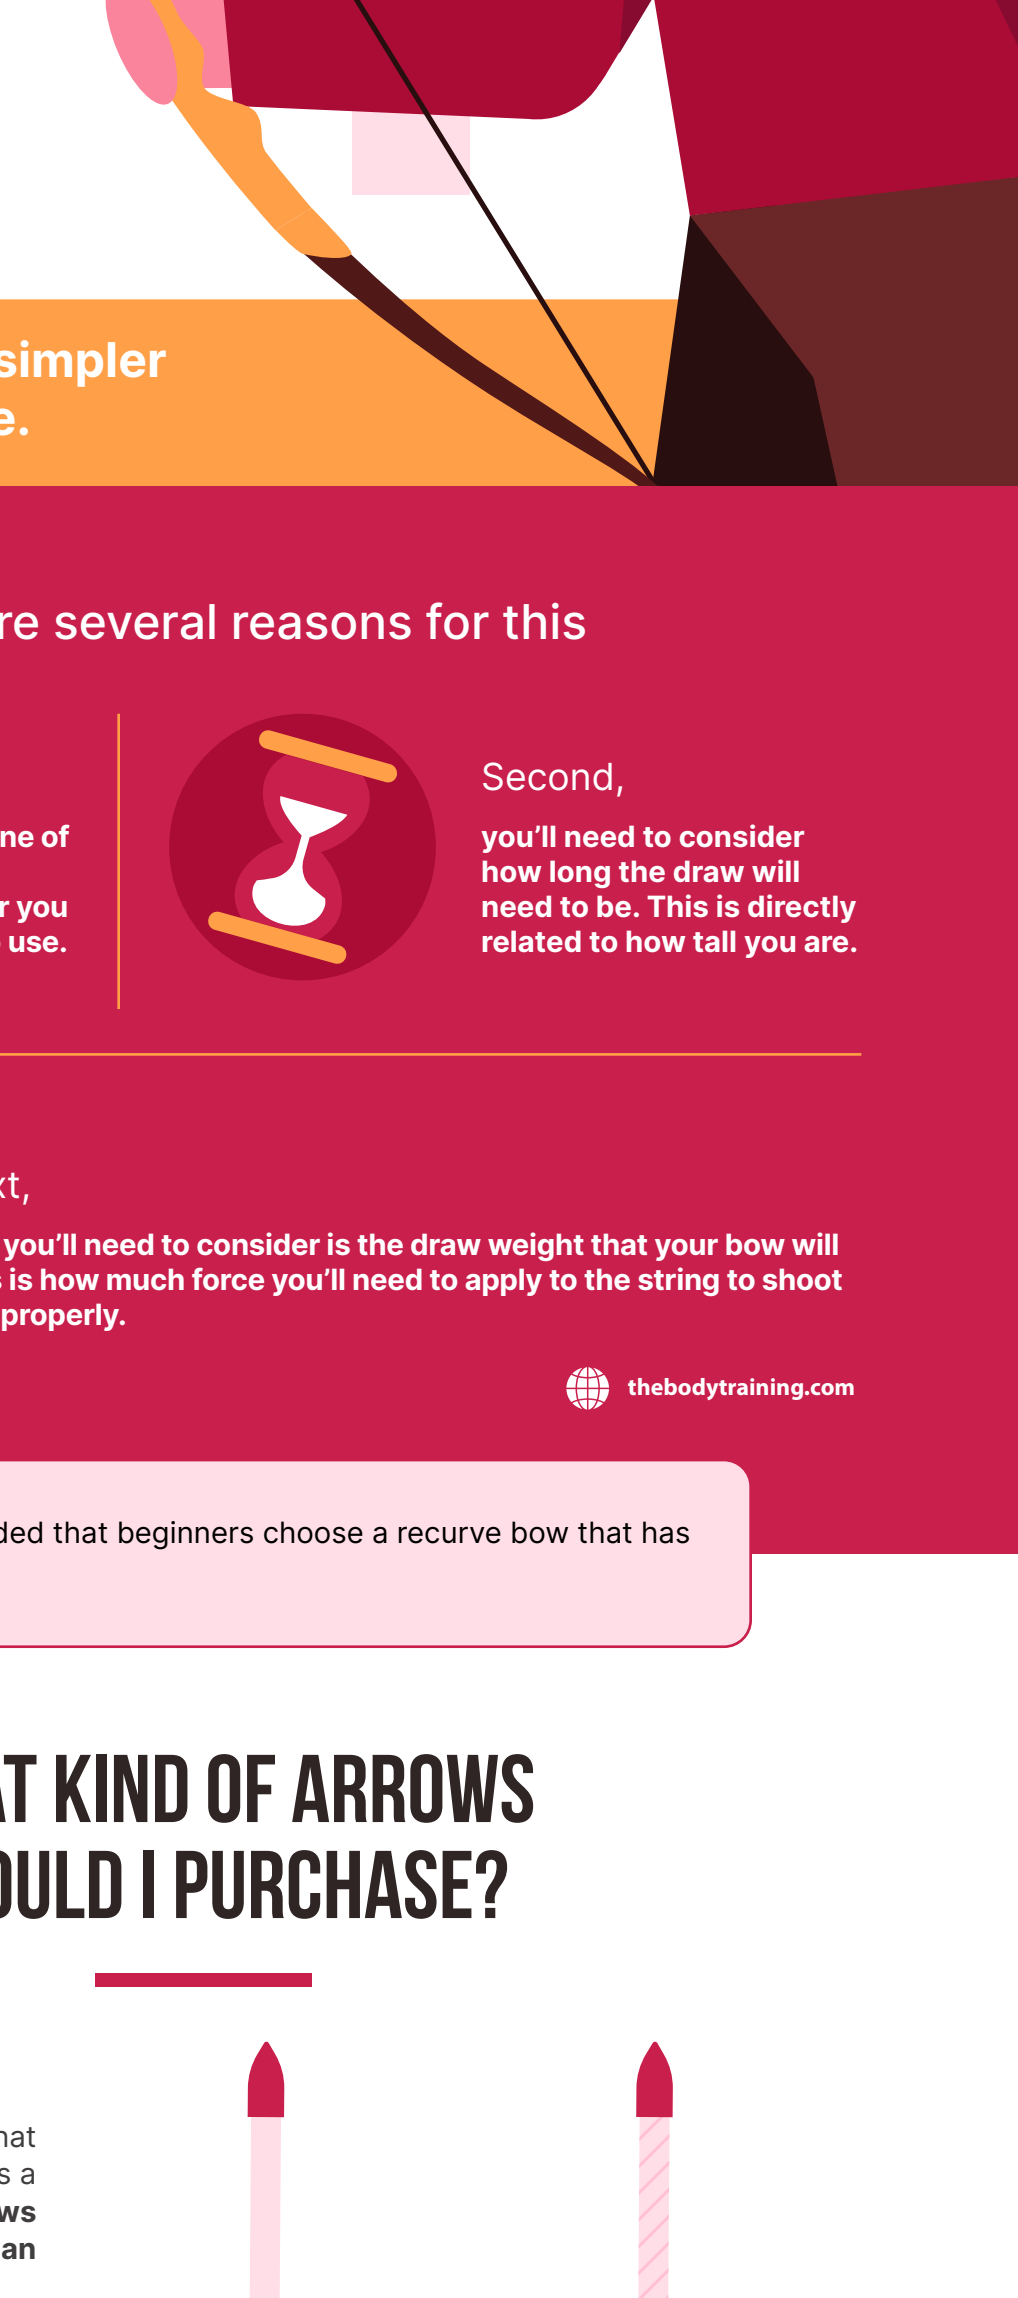 simpler
e.
re several reasons for this
ne of
r you
use.
Second,
you'll need to consider
how long the draw will
need to be. This is directly
related to how tall you are.
xt,
you'll need to consider is the draw weight that your bow will
s is how much force you'll need to apply to the string to shoot
properly.
thebodytraining.com
ded that beginners choose a recurve bow that has
AT KIND OF ARROWS
OULD I PURCHASE?
hat
s a
ws
an